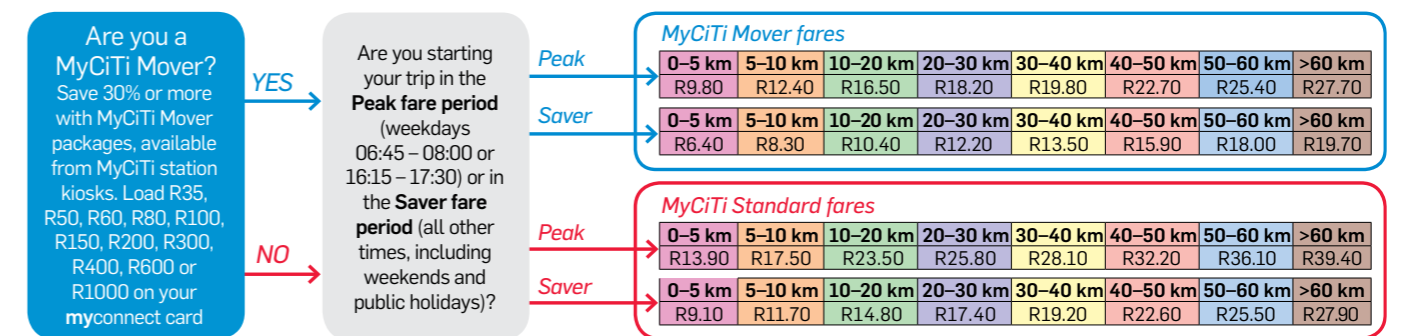 Are you a
MyCiTi Mover?
Save 30% or more
with MyCiTi Mover
packages, available
from MyCiTi station
kiosks. Load R35,
R50, R60, R80, R100,
R150, R200, R300,
R400, R600 or
R1000 on your
myconnect card
YES
NO
Are you starting
your trip in the
Peak fare period
(weekdays
06:45 – 08:00 or
16:15 – 17:30) or in
the Saver fare
period (all other
times, including
weekends and
public holidays)?
Peak
Saver
Peak
Saver
MyCiTi Mover fares
0–5 km 5–10 km 10–20 km 20–30 km 30–40 km 40–50 km 50–60 km >60 km
R9.80 R12.40 R16.50 R18.20 R19.80 R22.70 R25.40 R27.70
0–5 km 5–10 km 10–20 km 20–30 km 30–40 km 40–50 km 50–60 km >60 km
R6.40 R8.30 R10.40 R12.20 R13.50 R15.90 R18.00 R19.70
MyCiTi Standard fares
0–5 km 5–10 km 10–20 km 20–30 km 30–40 km 40–50 km 50–60 km >60 km
R13.90 R17.50 R23.50 R25.80 R28.10 R32.20 R36.10 R39.40
0–5 km 5–10 km 10–20 km 20–30 km 30–40 km 40–50 km 50–60 km >60 km
R9.10 R11.70 R14.80 R17.40 R19.20 R22.60 R25.50 R27.90